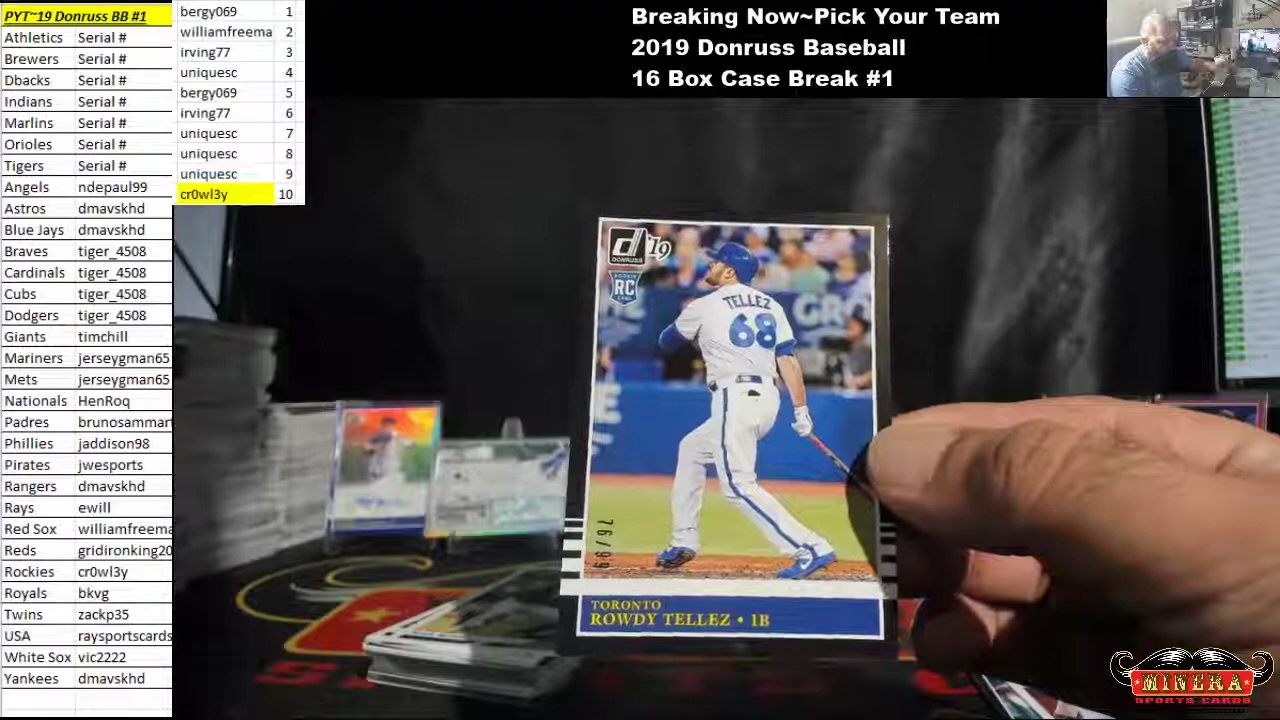 PYT~19 Donruss BB #1
Athletics Serial #
Brewers Serial #
Dbacks Serial #
Indians Serial #
Marlins Serial #
Orioles Serial #
Tigers Serial #
Angels ndepaul99
Astros dmavskhd
Blue Jays dmavskhd
Braves tiger_4508
Cardinals tiger_4508
Cubs tiger_4508
Dodgers tiger_4508
Giants timchill
Mariners jerseygman65
Mets jerseygman65
Nationals HenRoq
Padres brunosammar
Phillies jaddison98
Pirates jwesports
Rangers dmavskhd
Rays ewill
Red Sox williamfreema
Reds gridironking20
Rockies cr0wl3y
Royals bkvg
Twins zackp35
USA raysportscards
White Sox vic2222
Yankees dmavskhd
bergy069 1
williamfreema 2
irving77 3
uniquesc 4
bergy069 5
irving77 6
uniquesc 7
uniquesc 8
uniquesc 9
cr0wl3y 10
Breaking Now~Pick Your Team
2019 Donruss Baseball
16 Box Case Break #1
d '19
DONRUSS
ROOKIE
RC
CARD
TELLEZ
68
GRO
76/99
TORONTO
ROWDY TELLEZ • 1B
MINERA
SPORTS CARDS